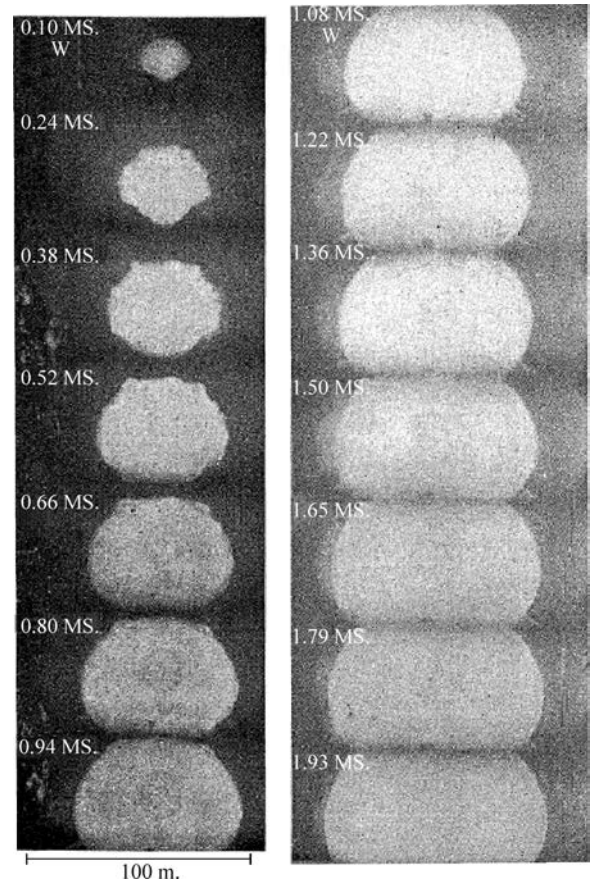 0.10 MS.
W
0.24 MS.
0.38 MS.
0.52 MS.
0.66 MS.
0.80 MS.
0.94 MS.
100 m.
1.08 MS.
W
1.22 MS.
1.36 MS.
1.50 MS.
1.65 MS.
1.79 MS.
1.93 MS.